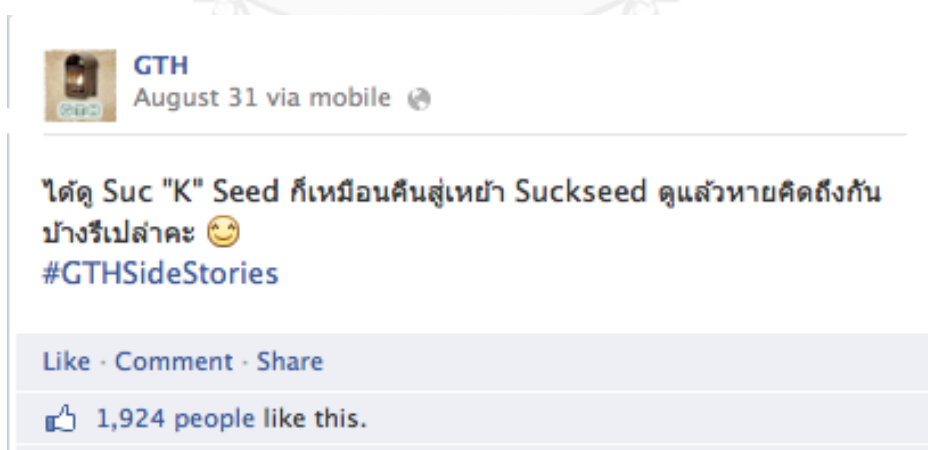 GTH
August 31 via mobile
ได้ดู Suc "K" Seed ก็เหมือนคืนสู่เหย้า Suckseed ดูแล้วหายคิดถึงกัน
บ้างรึเปล่าคะ 😊
#GTHSideStories
Like · Comment · Share
1,924 people like this.